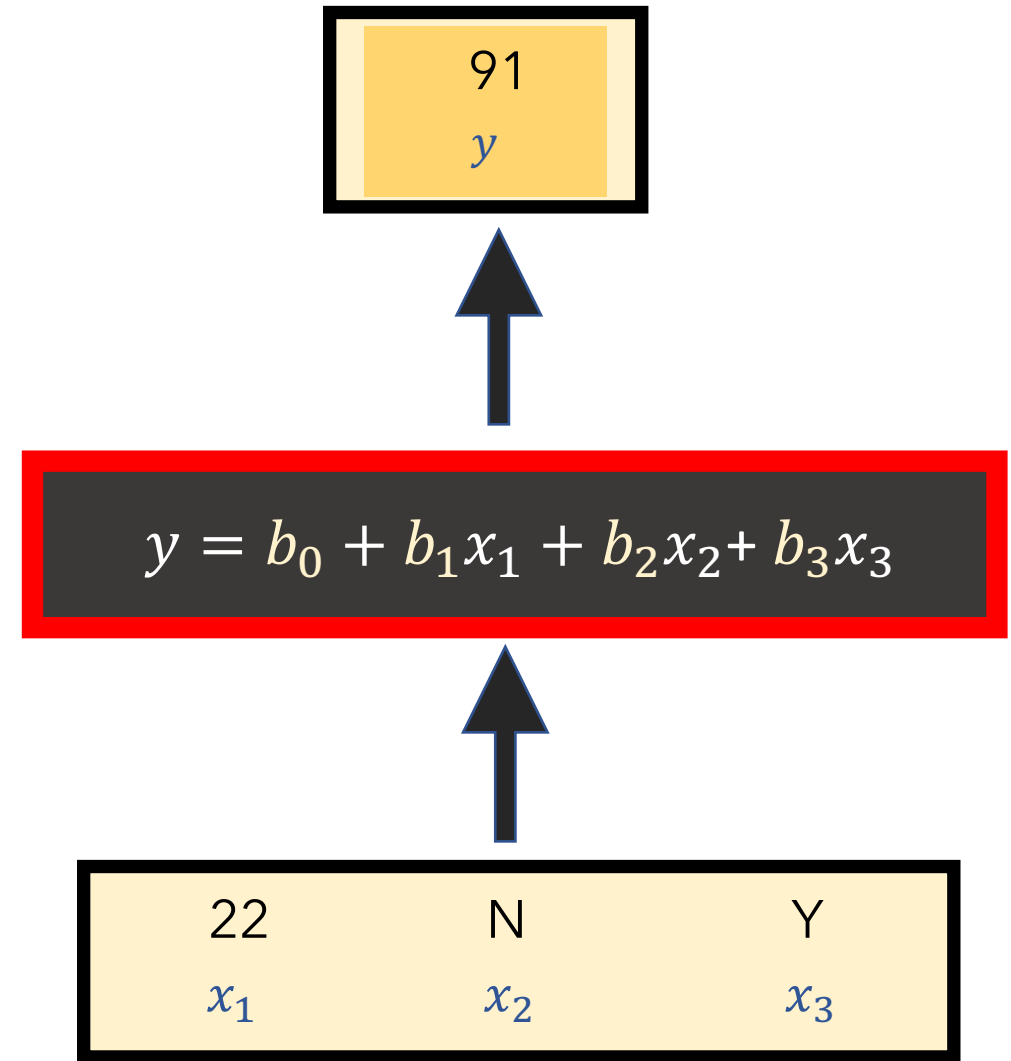 91
y
y = b₀ + b₁x₁ + b₂x₂+ b₃x₃
22 N Y
x₁ x₂ x₃